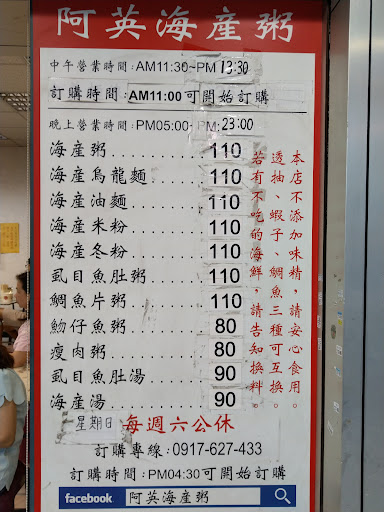 阿英海產粥
中午營業時間:AM11:30~PM13:30
訂購時間:AM11:00可開始訂購
晚上營業時間:PM05:00~PM:23:00
海產粥..........110
海產烏龍麵......110
海產油麵........110
海產米粉........110
海產冬粉........110
虱目魚肚粥......110
鯛魚片粥........110
魩仔魚粥........80
瘦肉粥..........80
虱目魚肚湯......90
海產湯..........90
本店不添加味精,請安心食用。
透抽、蝦子、鯛魚三種可互換。
若有不吃的海鮮,請告知換料。
星期日 每週六公休
訂購專線:0917-627-433
訂購時間:PM04:30可開始訂購
facebook 阿英海產粥